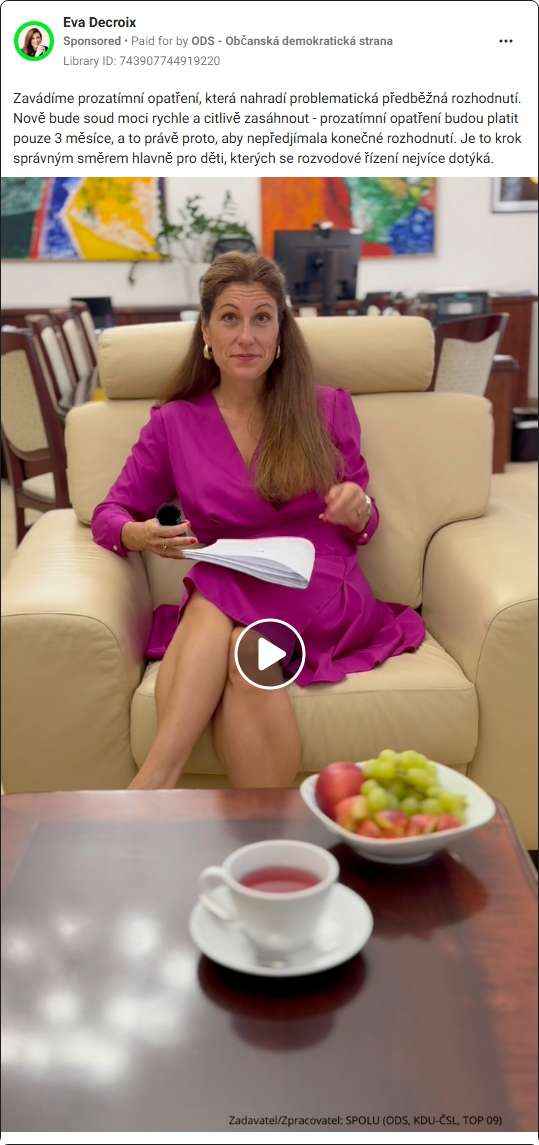 Eva Decroix
Sponsored • Paid for by ODS - Občanská demokratická strana
Library ID: 743907744919220
Zavádíme prozatímní opatření, která nahradí problematická předběžná rozhodnutí.
Nově bude soud moci rychle a citlivě zasáhnout - prozatímní opatření budou platit
pouze 3 měsíce, a to právě proto, aby nepředjímala konečné rozhodnutí. Je to krok
správným směrem hlavně pro děti, kterých se rozvodové řízení nejvíce dotýká.
Zadavatel/Zpracovatel: SPOLU (ODS, KDU-ČSL, TOP 09)